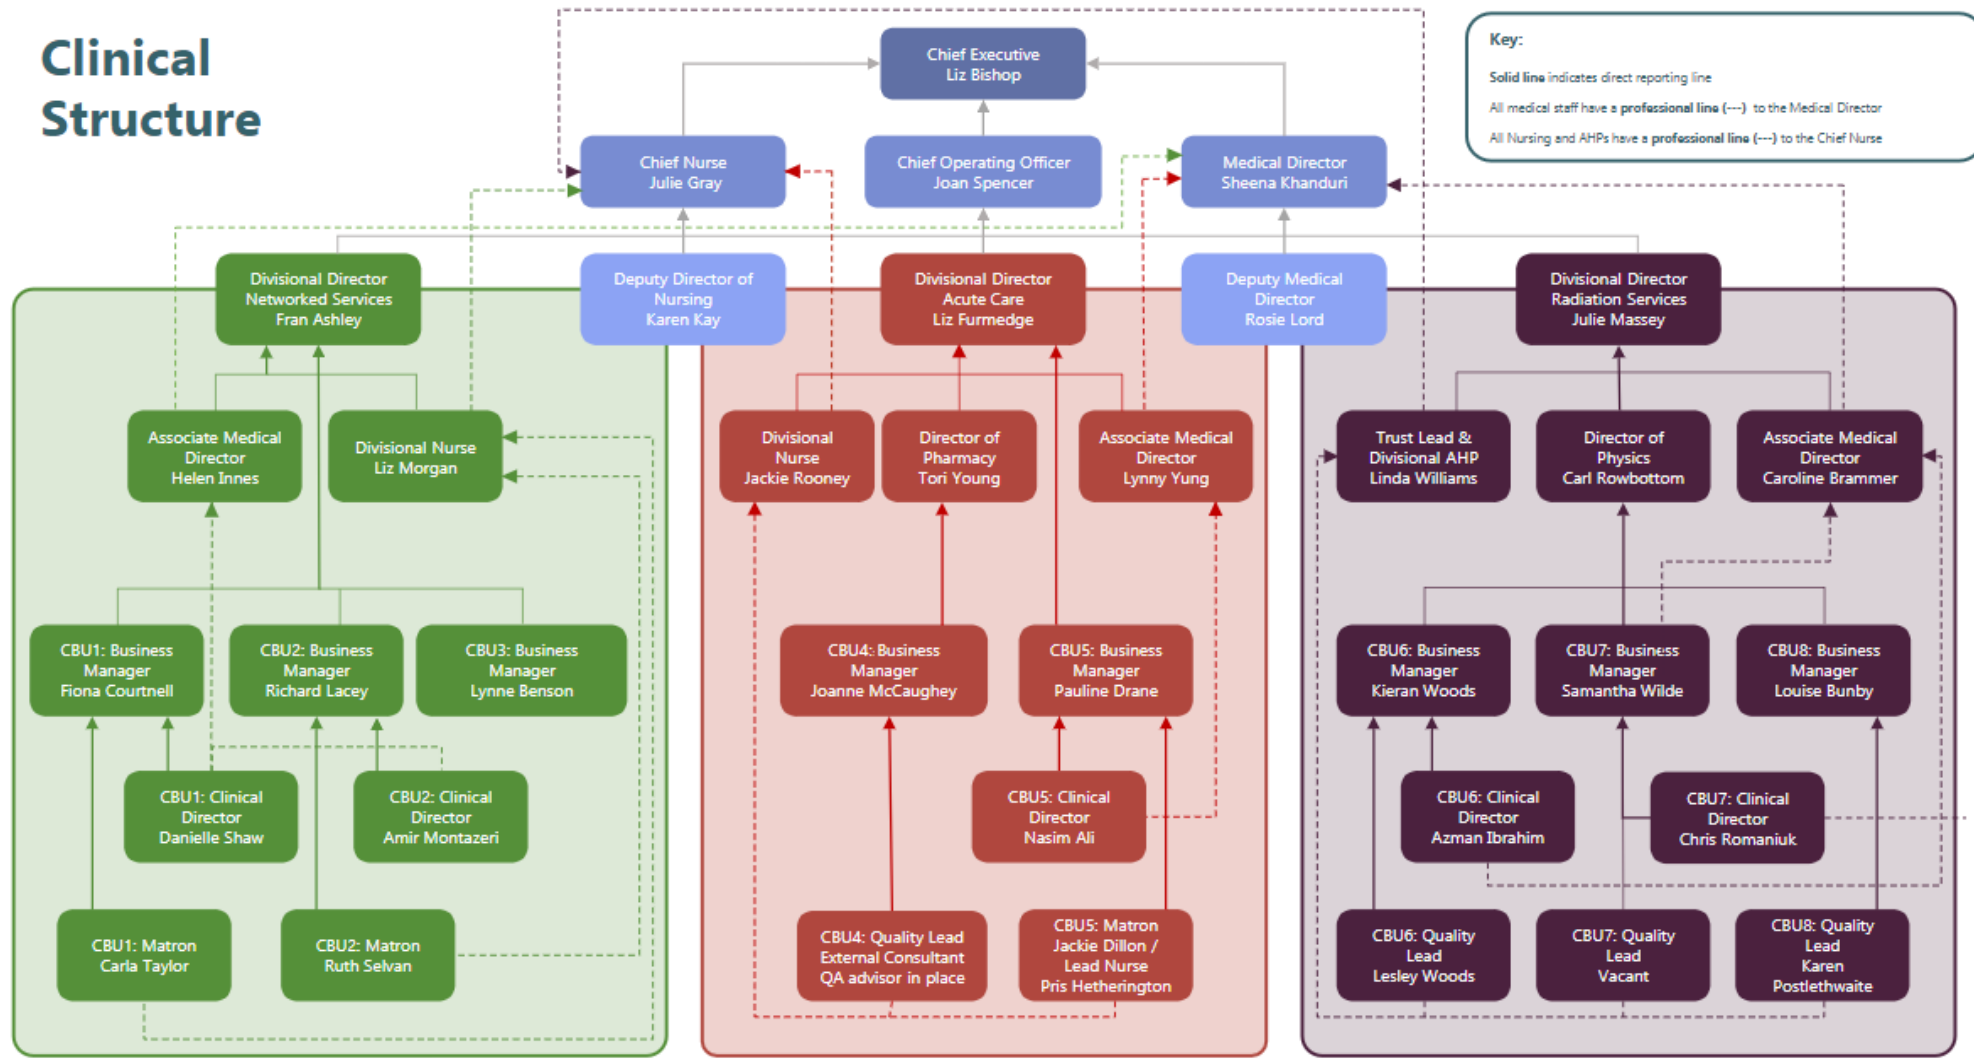 Clinical
Structure
Key:
Solid line indicates direct reporting line
All medical staff have a professional line (---) to the Medical Director
All Nursing and AHPs have a professional line (---) to the Chief Nurse
Chief Executive
Liz Bishop
Chief Nurse
Julie Gray
Chief Operating Officer
Joan Spencer
Medical Director
Sheena Khanduri
Divisional Director
Networked Services
Fran Ashley
Deputy Director of
Nursing
Karen Kay
Divisional Director
Acute Care
Liz Furmedge
Deputy Medical
Director
Rosie Lord
Divisional Director
Radiation Services
Julie Massey
Associate Medical
Director
Helen Innes
Divisional Nurse
Liz Morgan
Divisional
Nurse
Jackie Rooney
Director of
Pharmacy
Tori Young
Associate Medical
Director
Lynny Yung
Trust Lead &
Divisional AHP
Linda Williams
Director of
Physics
Carl Rowbottom
Associate Medical
Director
Caroline Brammer
CBU1: Business
Manager
Fiona Courtnell
CBU2: Business
Manager
Richard Lacey
CBU3: Business
Manager
Lynne Benson
CBU4: Business
Manager
Joanne McCaughey
CBU5: Business
Manager
Pauline Drane
CBU6: Business
Manager
Kieran Woods
CBU7: Business
Manager
Samantha Wilde
CBU8: Business
Manager
Louise Bunby
CBU1: Clinical
Director
Danielle Shaw
CBU2: Clinical
Director
Amir Montazeri
CBU5: Clinical
Director
Nasim Ali
CBU6: Clinical
Director
Azman Ibrahim
CBU7: Clinical
Director
Chris Romaniuk
CBU1: Matron
Carla Taylor
CBU2: Matron
Ruth Selvan
CBU4: Quality Lead
External Consultant
QA advisor in place
CBU5: Matron
Jackie Dillon /
Lead Nurse
Pris Hetherington
CBU6: Quality
Lead
Lesley Woods
CBU7: Quality
Lead
Vacant
CBU8: Quality
Lead
Karen
Postlethwaite